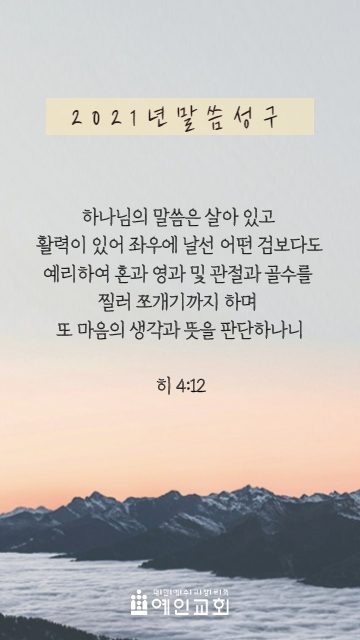 2021년말씀성구
하나님의 말씀은 살아 있고
활력이 있어 좌우에 날선 어떤 검보다도
예리하여 혼과 영과 및 관절과 골수를
찔러 쪼개기까지 하며
또 마음의 생각과 뜻을 판단하나니
히 4:12
예인교회